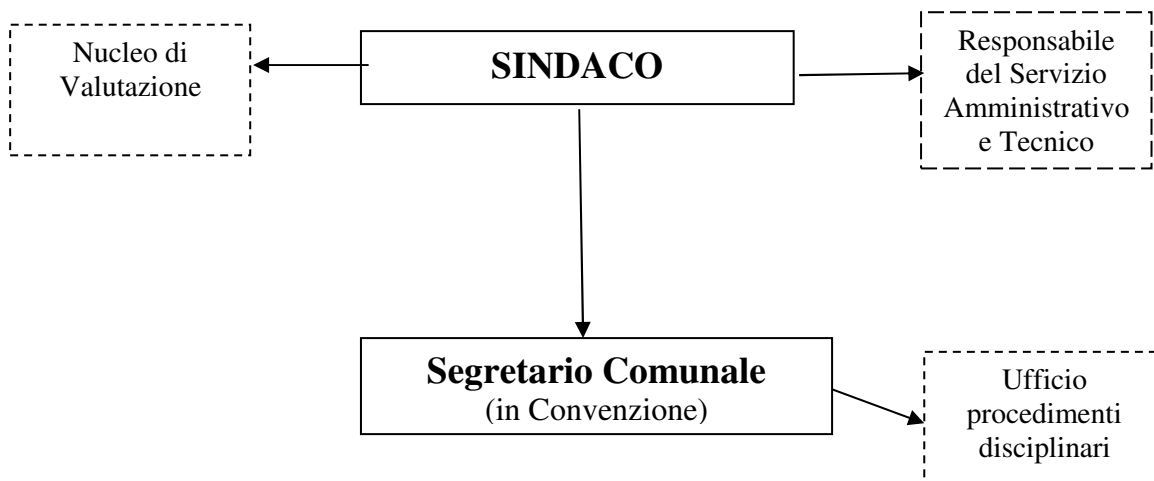 Nucleo di
Valutazione
SINDACO
Responsabile
del Servizio
Amministrativo
e Tecnico
Segretario Comunale
(in Convenzione)
Ufficio
procedimenti
disciplinari